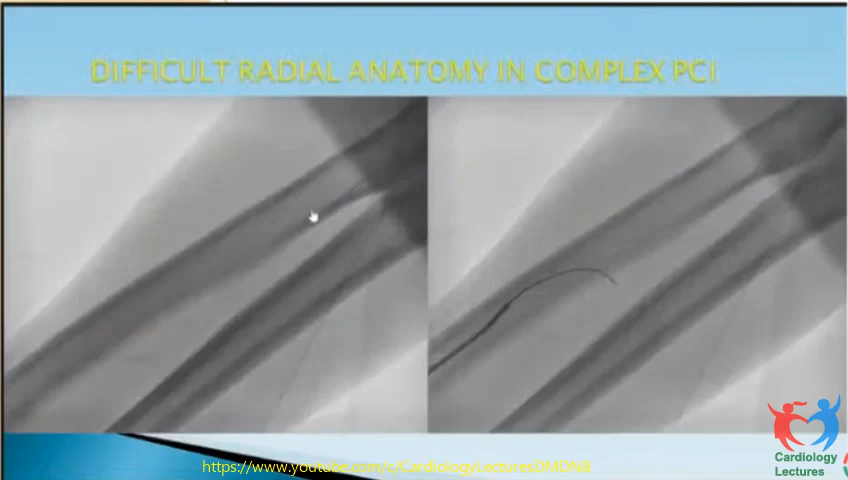 DIFFICULT RADIAL ANATOMY IN COMPLEX PCI
https://www.youtube.com/c/CardiologyLecturesDMDNB
Cardiology
Lectures